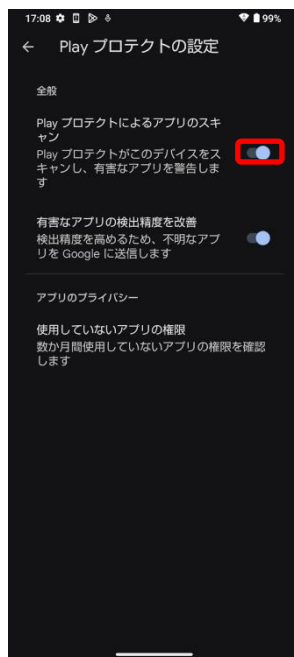 17:08 99%
Play プロテクトの設定
全般
Play プロテクトによるアプリのスキ
ャン
Play プロテクトがこのデバイスをス
キャンし、有害なアプリを警告しま
す
有害なアプリの検出精度を改善
検出精度を高めるため、不明なアプ
リを Google に送信します
アプリのプライバシー
使用していないアプリの権限
数か月間使用していないアプリの権限を確認
します